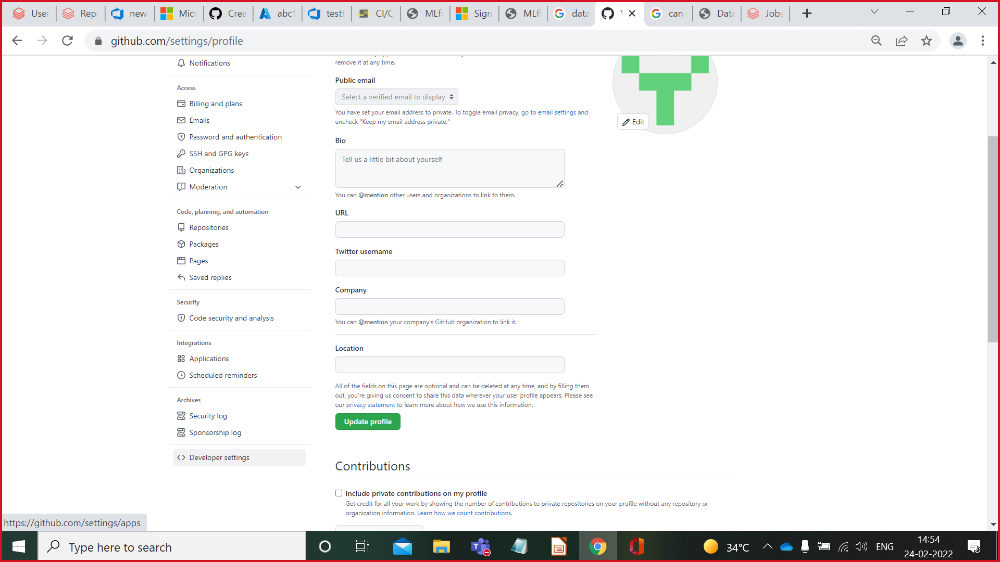 User
Repo
new
Micr
Crea
abc1
testt
CI/C
MLfl
Sign
MLfl
data
can
Data
Jobs
github.com/settings/profile
Notifications
Access
Billing and plans
Emails
Password and authentication
SSH and GPG keys
Organizations
Moderation
Code, planning, and automation
Repositories
Packages
Pages
Saved replies
Security
Code security and analysis
Integrations
Applications
Scheduled reminders
Archives
Security log
Sponsorship log
Developer settings
remove it at any time.
Public email
Select a verified email to display
You have set your email address to private. To toggle email privacy, go to email settings and
uncheck "Keep my email address private."
Bio
Tell us a little bit about yourself
You can @mention other users and organizations to link to them.
URL
Twitter username
Company
You can @mention your company's GitHub organization to link it.
Location
All of the fields on this page are optional and can be deleted at any time, and by filling them
out, you're giving us consent to share this data wherever your user profile appears. Please see
our privacy statement to learn more about how we use this information.
Update profile
Edit
Contributions
Include private contributions on my profile
Get credit for all your work by showing the number of contributions to private repositories on your profile without any repository or
organization information. Learn how we count contributions.
https://github.com/settings/apps
Type here to search
34°C
ENG
14:54
24-02-2022